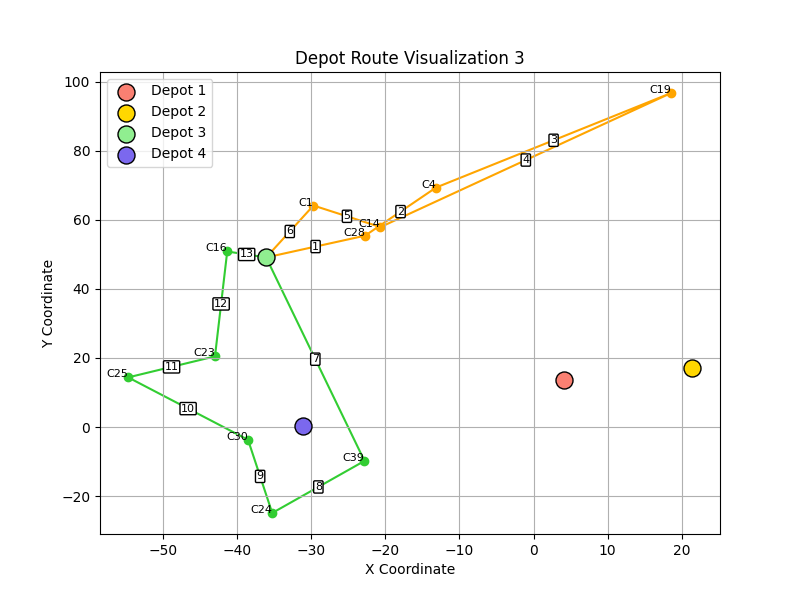 Depot Route Visualization 3
Depot 1
Depot 2
Depot 3
Depot 4
100
80
60
40
20
0
−20
Y Coordinate
C19
3
4
C4
2
C1
5
C14
6
C28
1
C16
13
12
7
C23
11
C25
10
C30
C39
9
8
C24
−50
−40
−30
−20
−10
0
10
20
X Coordinate